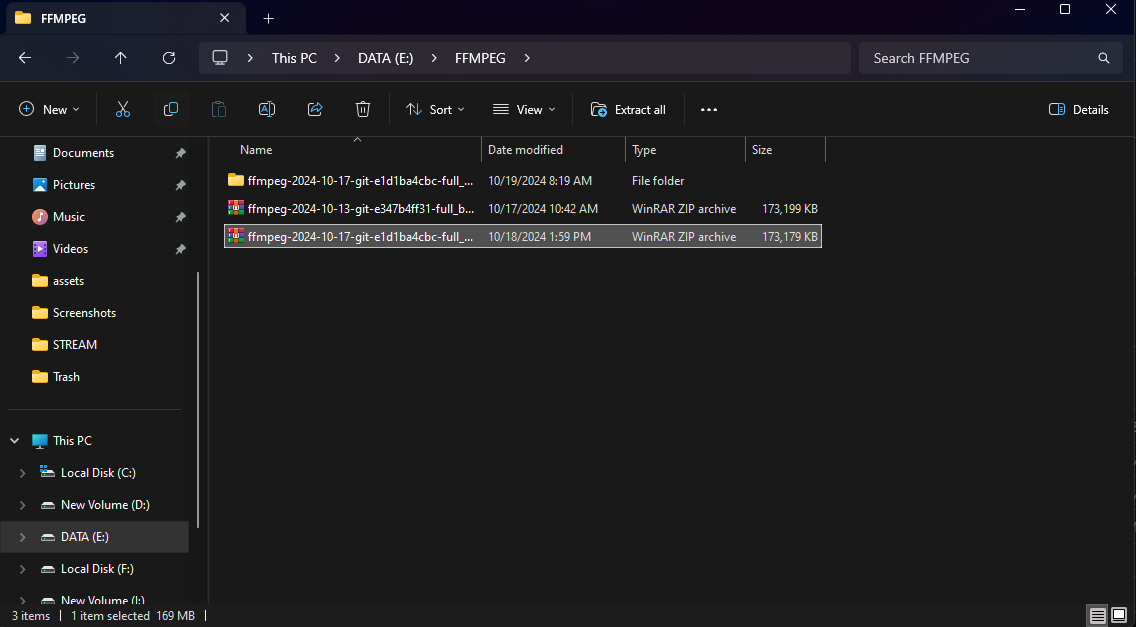 FFMPEG
This PC DATA (E:) FFMPEG
Search FFMPEG
New Sort View Extract all Details
Documents
Pictures
Music
Videos
assets
Screenshots
STREAM
Trash
This PC
Local Disk (C:)
New Volume (D:)
DATA (E:)
Local Disk (F:)
New Volume (I:)
Name Date modified Type Size
ffmpeg-2024-10-17-git-e1d1ba4cbc-full_... 10/19/2024 8:19 AM File folder
ffmpeg-2024-10-13-git-e347b4ff31-full_b... 10/17/2024 10:42 AM WinRAR ZIP archive 173,199 KB
ffmpeg-2024-10-17-git-e1d1ba4cbc-full_... 10/18/2024 1:59 PM WinRAR ZIP archive 173,179 KB
3 items 1 item selected 169 MB